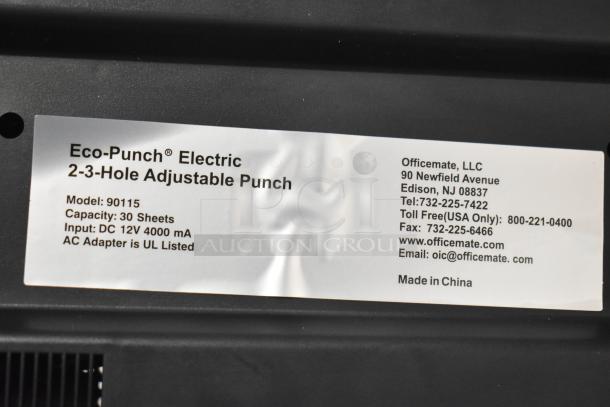 Eco-Punch® Electric
2-3-Hole Adjustable Punch
Model: 90115
Capacity: 30 Sheets
Input: DC 12V 4000 mA
AC Adapter is UL Listed
Officemate, LLC
90 Newfield Avenue
Edison, NJ 08837
Tel:732-225-7422
Toll Free(USA Only): 800-221-0400
Fax: 732-225-6466
www.officemate.com
Email: oic@officemate. com
Made in China
PCI
AUCTION GROUP